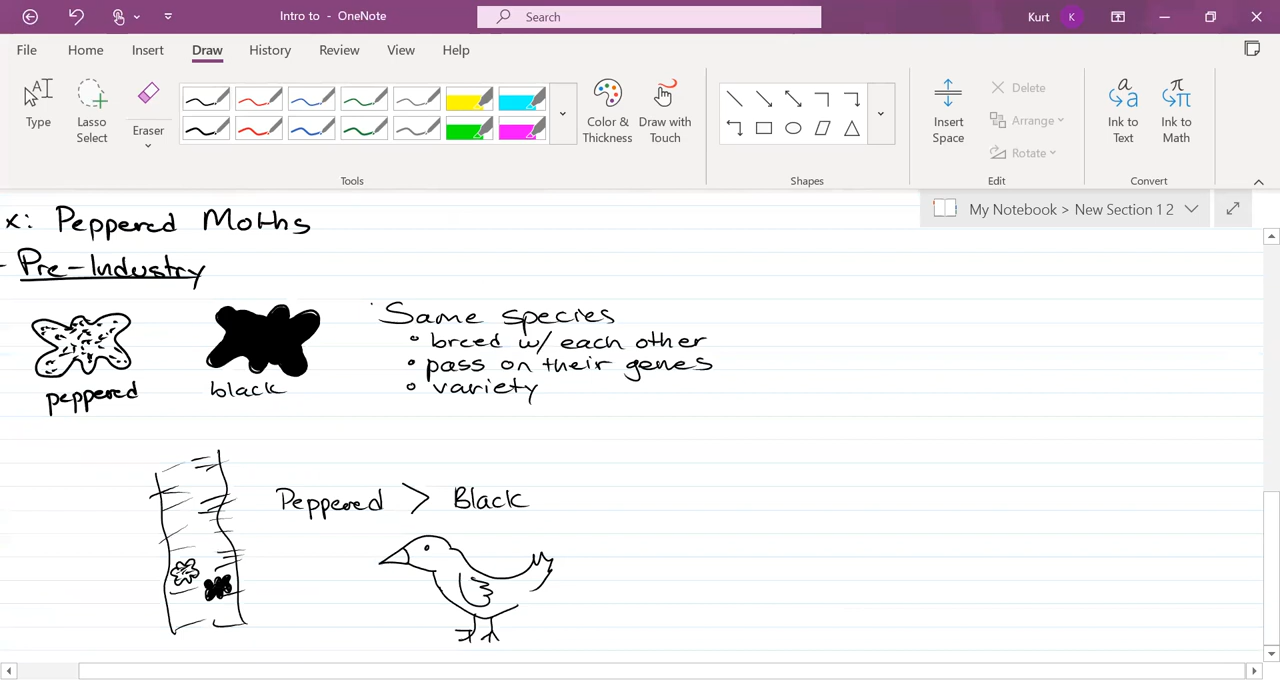 Intro to - OneNote
Search
Kurt
K
File Home Insert Draw History Review View Help
Type
Lasso Select
Eraser
Color & Thickness
Draw with Touch
Insert Space
Delete
Arrange
Rotate
Ink to Text
Ink to Math
Tools
Shapes
Edit
Convert
My Notebook > New Section 1 2
x: Peppered Moths
- Pre-Industry
Same species
• breed w/ each other
• pass on their genes
• variety
peppered
black
Peppered > Black